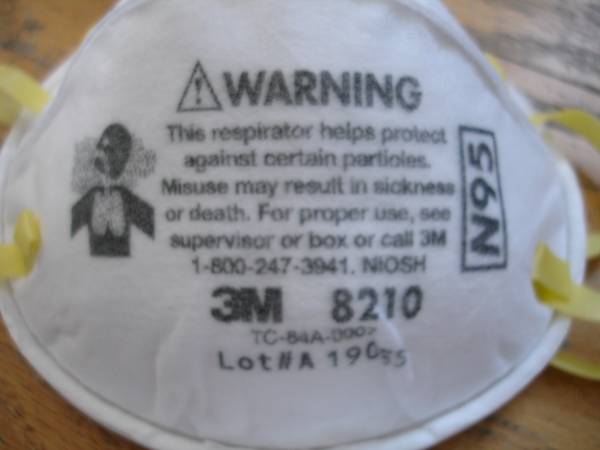 WARNING
This respirator helps protect
against certain particles.
Misuse may result in sickness
or death. For proper use, see
supervisor or box or call 3M
1-800-247-3941. NIOSH
N95
3M 8210
TC-84A-0007
Lot#A